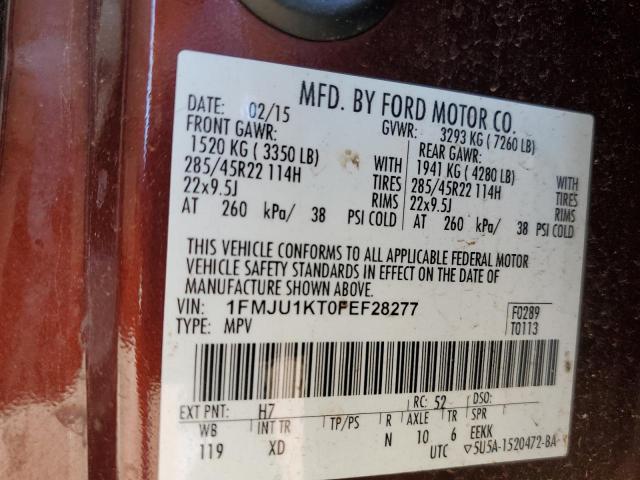 MFD. BY FORD MOTOR CO.
DATE: 02/15 GVWR: 3293 KG (7260 LB)
FRONT GAWR: REAR GAWR:
1520 KG (3350 LB) WITH 1941 KG (4280 LB) WITH
285/45R22 114H TIRES 285/45R22 114H TIRES
22x9.5J RIMS 22x9.5J RIMS
AT 260 kPa/ 38 PSI COLD AT 260 kPa/ 38 PSI COLD
THIS VEHICLE CONFORMS TO ALL APPLICABLE FEDERAL MOTOR
VEHICLE SAFETY STANDARDS IN EFFECT ON THE DATE OF
MANUFACTURE SHOWN ABOVE.
VIN: 1FMJU1KT0FEF28277 F0289
TYPE: MPV T0113
EXT PNT: H7 RC: 52 DSO:
WB INT TR TP/PS R AXLE TR SPR
119 XD N 10 6 EEKK
UTC ▽5U5A-1520472-BA